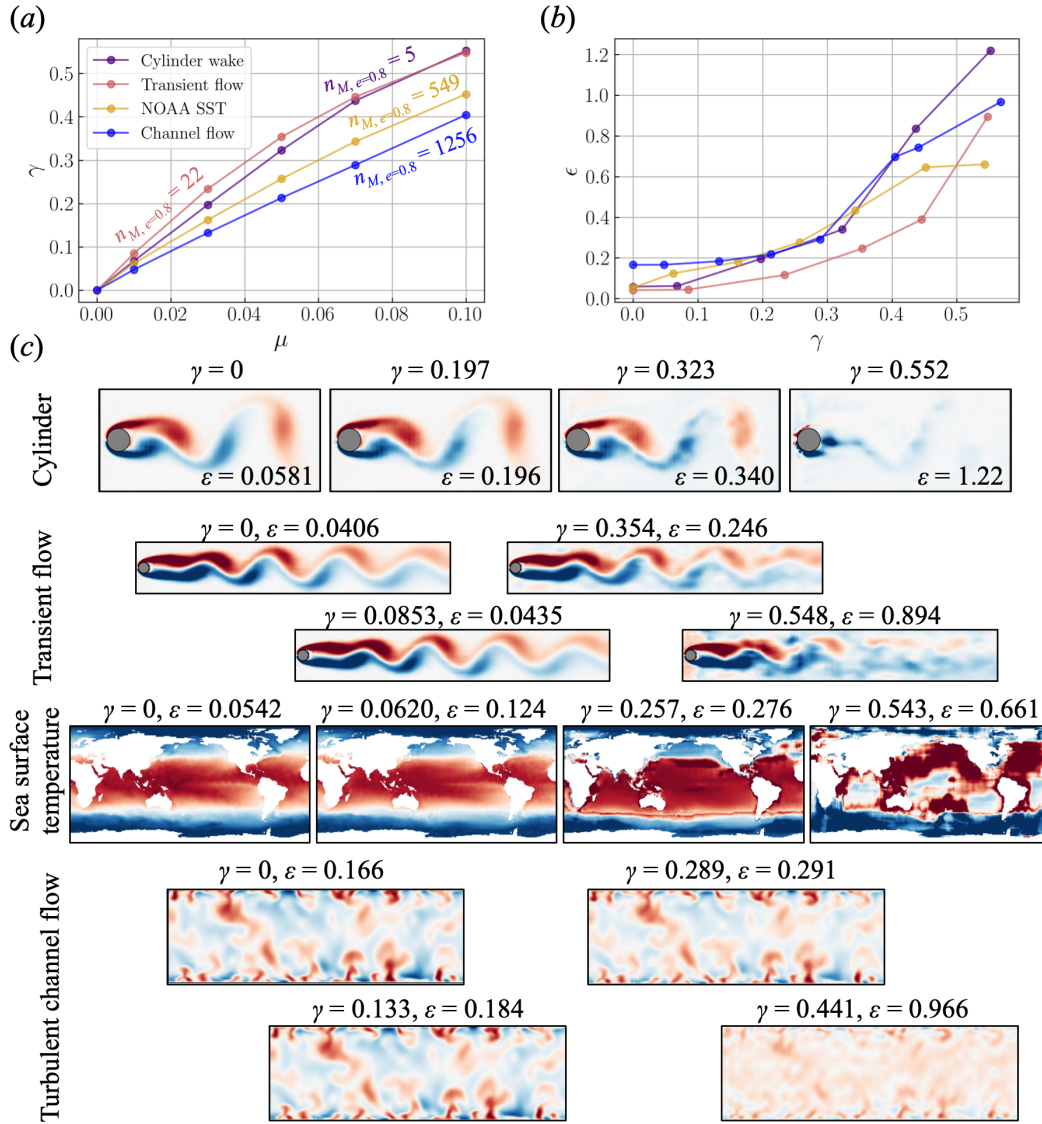 (a)
0.5
0.4
0.3
0.2
0.1
0.0
γ
Cylinder wake
Transient flow
NOAA SST
Channel flow
n_{M, e=0.8} = 5
n_{M, e=0.8} = 549
n_{M, e=0.8} = 1256
n_{M, e=0.8} = 22
0.00 0.02 0.04 0.06 0.08 0.10
μ
(b)
1.2
1.0
0.8
0.6
0.4
0.2
0.0
ϵ
0.0 0.1 0.2 0.3 0.4 0.5
γ
(c)
Cylinder
γ = 0 γ = 0.197 γ = 0.323 γ = 0.552
ε = 0.0581 ε = 0.196 ε = 0.340 ε = 1.22
Transient flow
γ = 0, ε = 0.0406 γ = 0.354, ε = 0.246
γ = 0.0853, ε = 0.0435 γ = 0.548, ε = 0.894
Sea surface
temperature
γ = 0, ε = 0.0542 γ = 0.0620, ε = 0.124 γ = 0.257, ε = 0.276 γ = 0.543, ε = 0.661
Turbulent channel flow
γ = 0, ε = 0.166 γ = 0.289, ε = 0.291
γ = 0.133, ε = 0.184 γ = 0.441, ε = 0.966